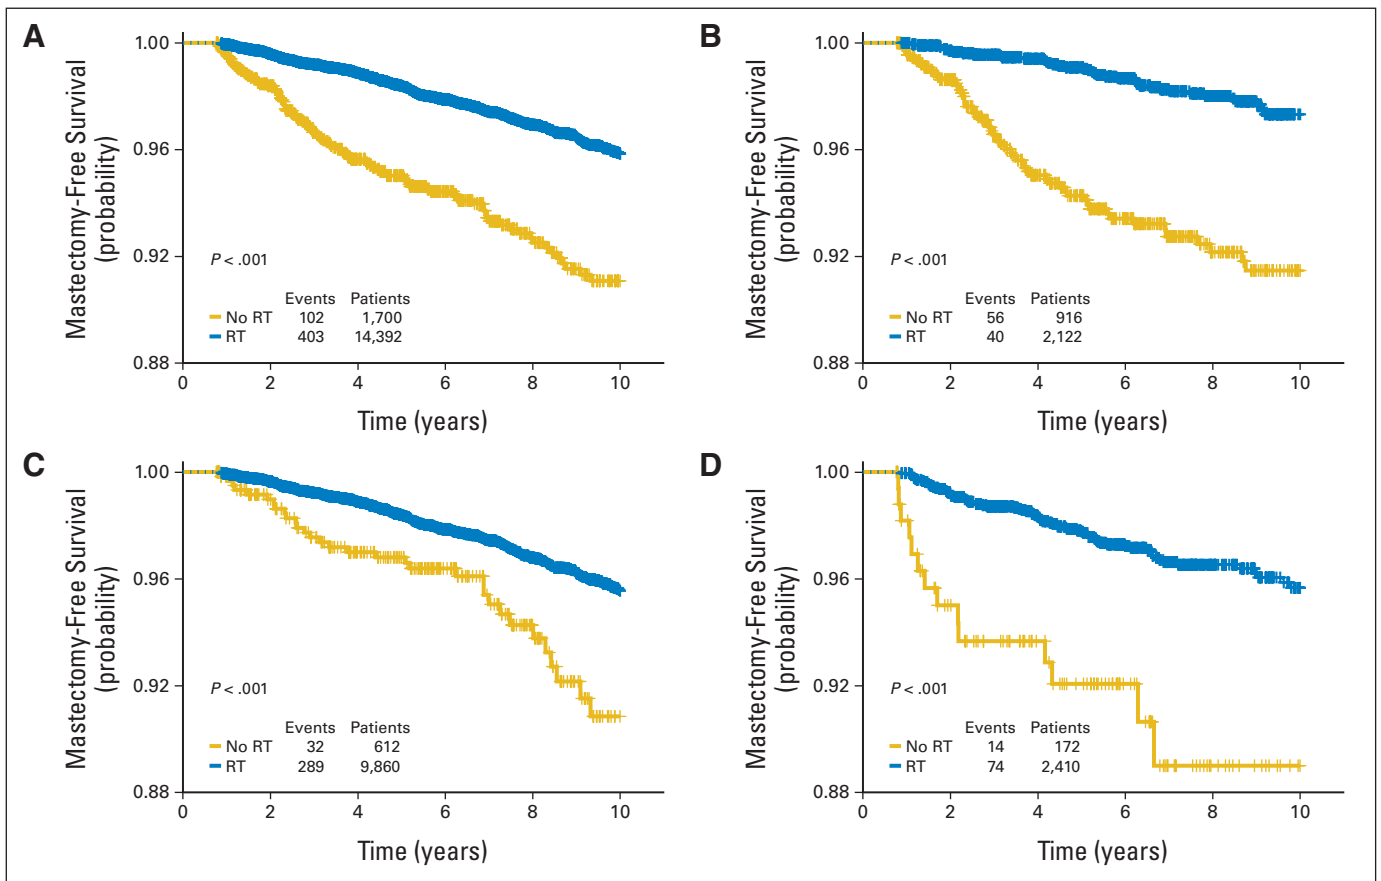 A
Mastectomy-Free Survival
(probability)
1.00
0.96
0.92
0.88
P < .001
Events Patients
No RT 102 1,700
RT 403 14,392
0 2 4 6 8 10
Time (years)
B
Mastectomy-Free Survival
(probability)
1.00
0.96
0.92
0.88
P < .001
Events Patients
No RT 56 916
RT 40 2,122
0 2 4 6 8 10
Time (years)
C
Mastectomy-Free Survival
(probability)
1.00
0.96
0.92
0.88
P < .001
Events Patients
No RT 32 612
RT 289 9,860
0 2 4 6 8 10
Time (years)
D
Mastectomy-Free Survival
(probability)
1.00
0.96
0.92
0.88
P < .001
Events Patients
No RT 14 172
RT 74 2,410
0 2 4 6 8 10
Time (years)